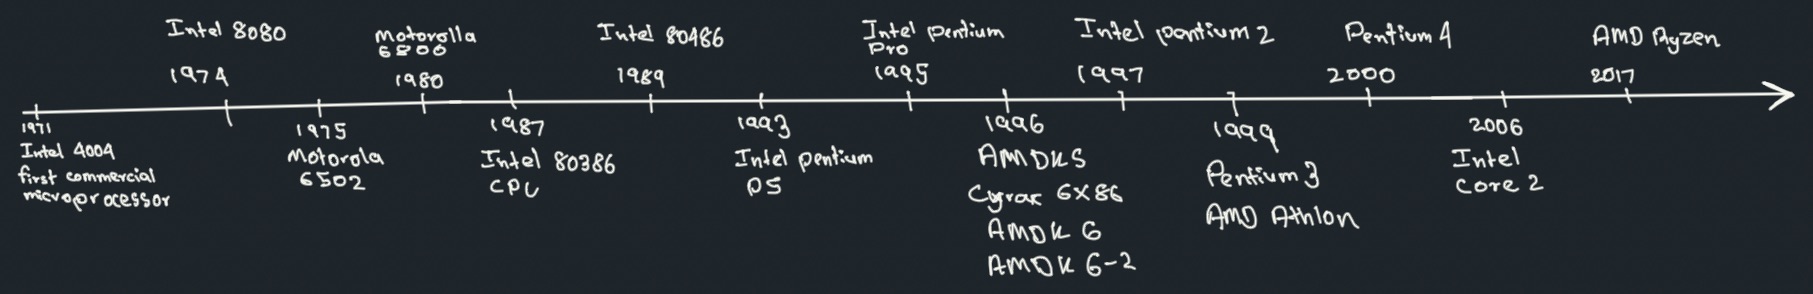 Intel 8080
1974
Motorolla
6800
1980
Intel 80486
1989
Intel Pentium
Pro
1995
Intel pentium 2
1997
Pentium 4
2000
AMD Ryzen
2017
1971
Intel 4004
first commercial
microprocessor
1975
Motorola
6502
1987
Intel 80386
CPU
1993
Intel pentium
P5
1996
AMDK5
Cyrax 6X86
AMDK 6
AMDK 6-2
1999
Pentium 3
AMD Athlon
2006
Intel
Core 2